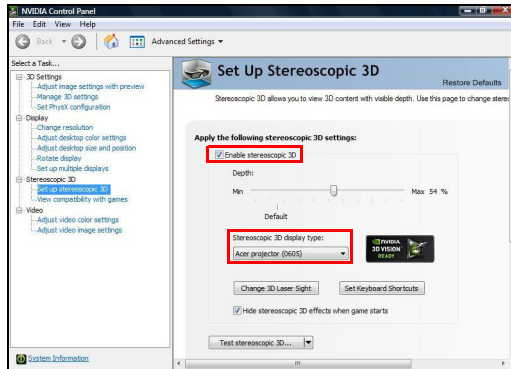 NVIDIA Control Panel
File Edit View Help
Back
Advanced Settings
Select a Task...
3D Settings
Adjust image settings with preview
Manage 3D settings
Set PhysX configuration
Display
Change resolution
Adjust desktop color settings
Adjust desktop size and position
Rotate display
Set up multiple displays
Stereoscopic 3D
Set up stereoscopic 3D
View compatibility with games
Video
Adjust video color settings
Adjust video image settings
System Information
Set Up Stereoscopic 3D
Restore Defaults
Stereoscopic 3D allows you to view 3D content with visible depth. Use this page to change stere
Apply the following stereoscopic 3D settings:
Enable stereoscopic 3D
Depth:
Min Max 54 %
Default
Stereoscopic 3D display type:
Acer projector (0605)
NVIDIA
3D VISION
READY
Change 3D Laser Sight Set Keyboard Shortcuts
Hide stereoscopic 3D effects when game starts
Test stereoscopic 3D...